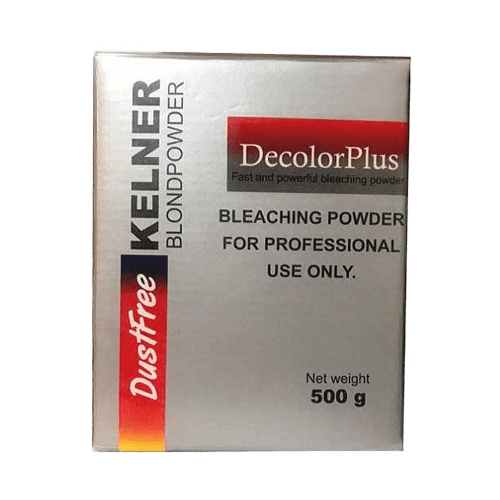 KELNER
BLONDPOWDER
DustFree
DecolorPlus
Fast and powerful bleaching powder
BLEACHING POWDER
FOR PROFESSIONAL
USE ONLY.
Net weight
500 g